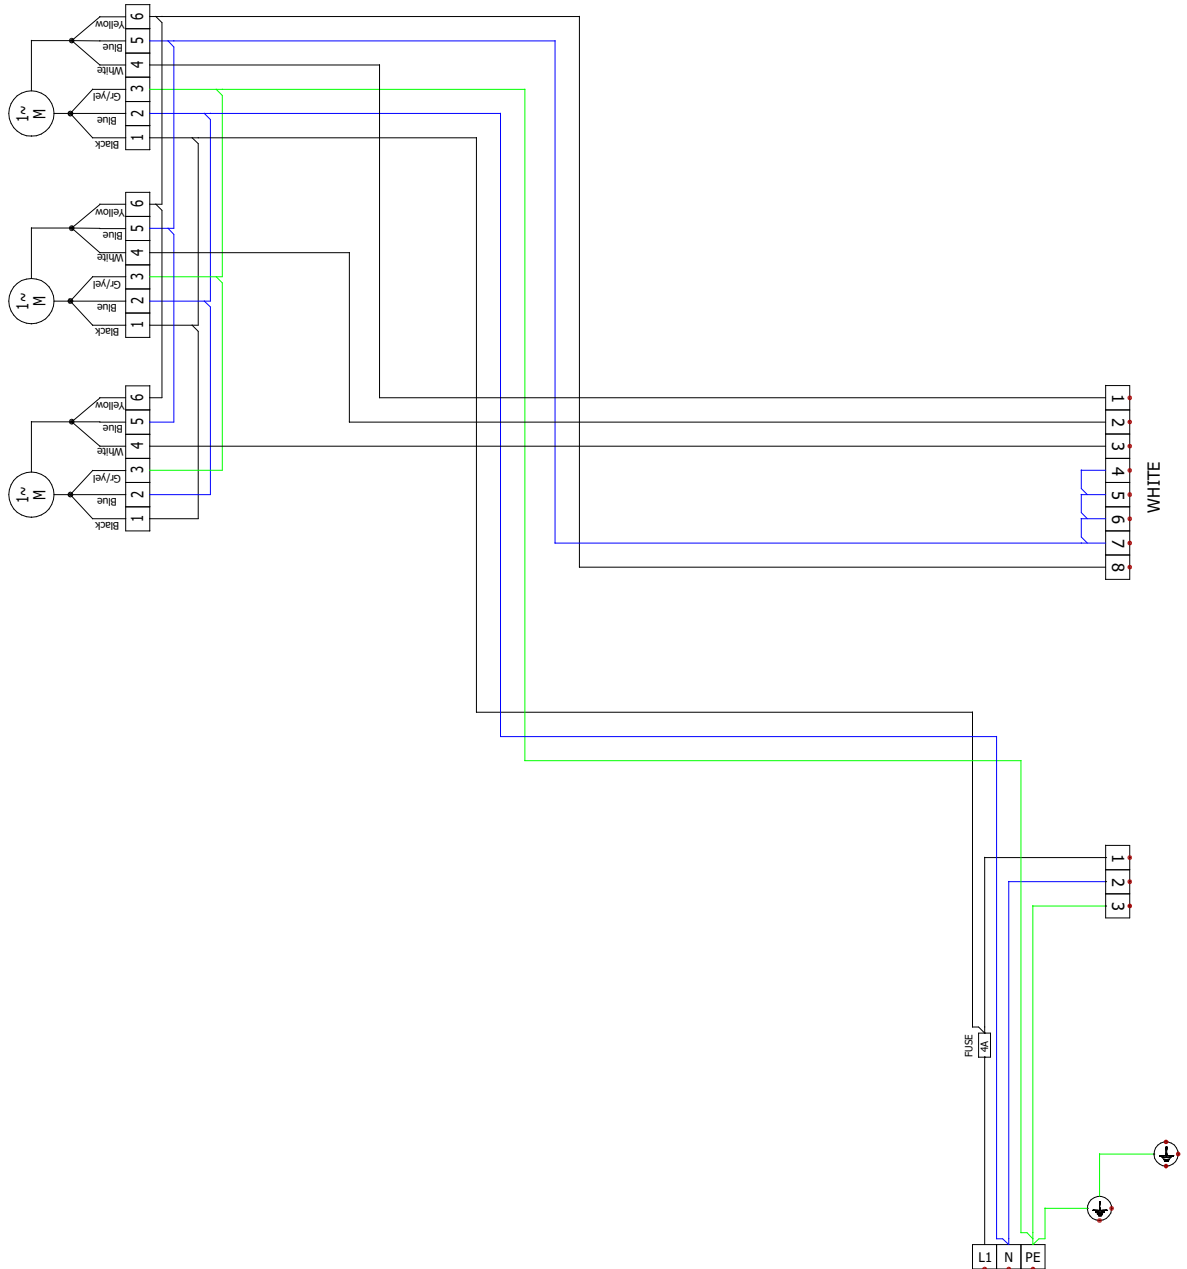 6
Yellow
5
Blue
4
White
3
Gr/yel
2
Blue
1
Black
1~
M
6
Yellow
5
Blue
4
White
3
Gr/yel
2
Blue
1
Black
1~
M
6
Yellow
5
Blue
4
White
3
Gr/yel
2
Blue
1
Black
1~
M
1
2
3
4
5
6
7
8
WHITE
1
2
3
FUSE
4A
L1 N PE